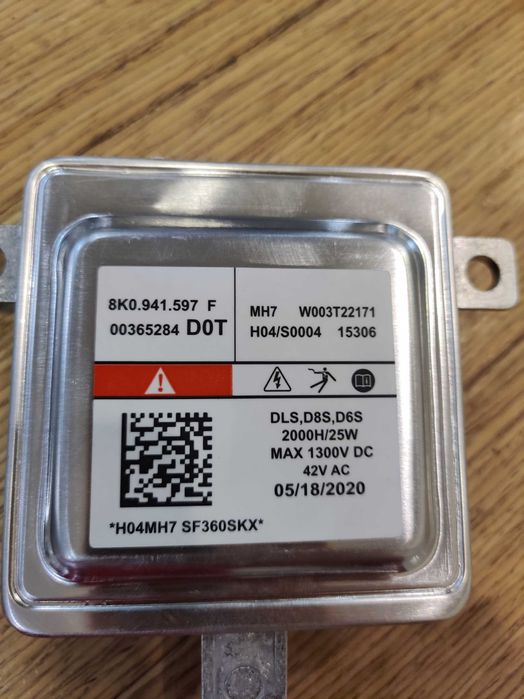 8K0.941.597 F
00365284 D0T
MH7 W003T22171
H04/S0004 15306
DLS,D8S,D6S
2000H/25W
MAX 1300V DC
42V AC
05/18/2020
*H04MH7 SF360SKX*